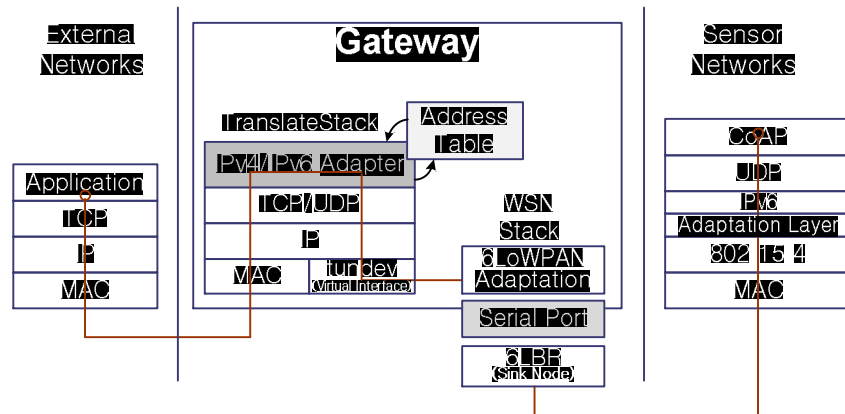 External
Networks
Gateway
Sensor
Networks
TranslateStack
Address
Table
IPv4/ IPv6 Adapter
TCP/UDP
IP
MAC
tundev
(Virtual Interface)
Application
TCP
IP
MAC
WSN
Stack
6LoWPAN
Adaptation
Serial Port
6LBR
(Sink Node)
CoAP
UDP
IPv6
Adaptation Layer
802.15.4
MAC